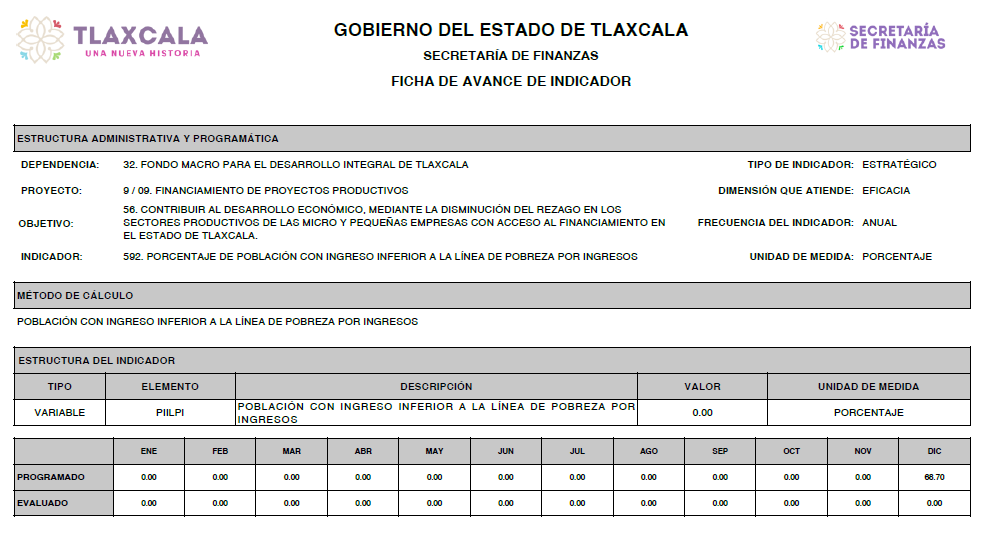 TLAXCALA
UNA NUEVA HISTORIA
GOBIERNO DEL ESTADO DE TLAXCALA
SECRETARÍA DE FINANZAS
FICHA DE AVANCE DE INDICADOR
SECRETARÍA
DE FINANZAS
ESTRUCTURA ADMINISTRATIVA Y PROGRAMÁTICA
DEPENDENCIA: 32. FONDO MACRO PARA EL DESARROLLO INTEGRAL DE TLAXCALA TIPO DE INDICADOR: ESTRATÉGICO
PROYECTO: 9 / 09. FINANCIAMIENTO DE PROYECTOS PRODUCTIVOS DIMENSIÓN QUE ATIENDE: EFICACIA
56. CONTRIBUIR AL DESARROLLO ECONÓMICO, MEDIANTE LA DISMINUCIÓN DEL REZAGO EN LOS
OBJETIVO: SECTORES PRODUCTIVOS DE LAS MICRO Y PEQUEÑAS EMPRESAS CON ACCESO AL FINANCIAMIENTO EN FRECUENCIA DEL INDICADOR: ANUAL
EL ESTADO DE TLAXCALA.
INDICADOR: 592. PORCENTAJE DE POBLACIÓN CON INGRESO INFERIOR A LA LÍNEA DE POBREZA POR INGRESOS UNIDAD DE MEDIDA: PORCENTAJE
MÉTODO DE CÁLCULO
POBLACIÓN CON INGRESO INFERIOR A LA LÍNEA DE POBREZA POR INGRESOS
ESTRUCTURA DEL INDICADOR
TIPO ELEMENTO DESCRIPCIÓN VALOR UNIDAD DE MEDIDA
VARIABLE PIILPI POBLACIÓN CON INGRESO INFERIOR A LA LÍNEA DE POBREZA POR 0.00 PORCENTAJE
INGRESOS
ENE FEB MAR ABR MAY JUN JUL AGO SEP OCT NOV DIC
PROGRAMADO 0.00 0.00 0.00 0.00 0.00 0.00 0.00 0.00 0.00 0.00 0.00 68.70
EVALUADO 0.00 0.00 0.00 0.00 0.00 0.00 0.00 0.00 0.00 0.00 0.00 0.00